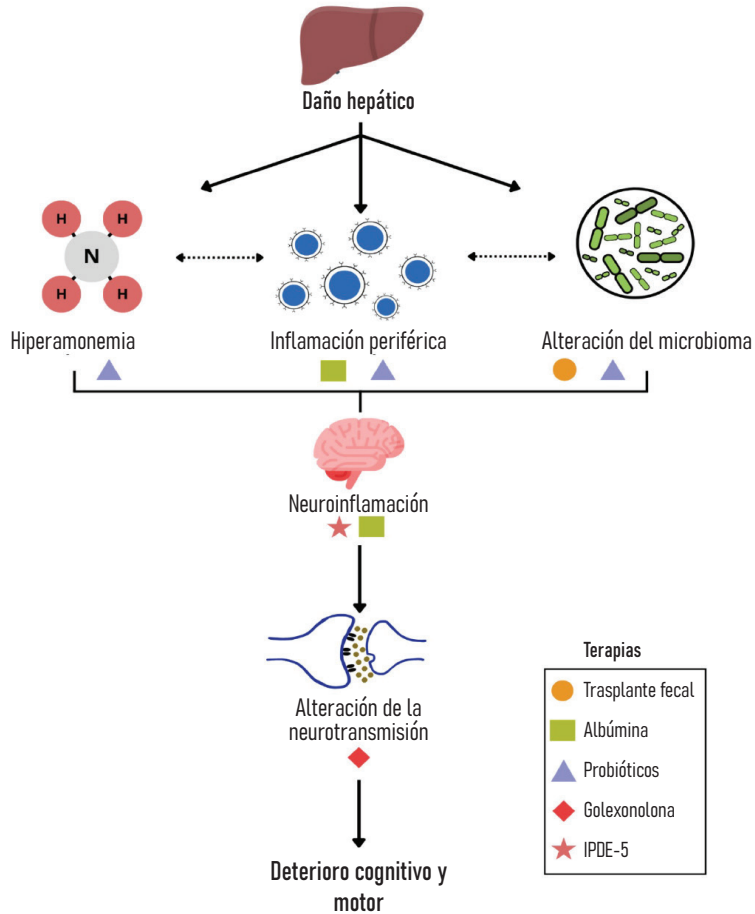 Daño hepático
H
H
N
H
H
Hiperamonemia
Inflamación periférica
Alteración del microbioma
Neuroinflamación
Alteración de la
neurotransmisión
Deterioro cognitivo y
motor
Terapias
Trasplante fecal
Albúmina
Probióticos
Golexonolona
IPDE-5